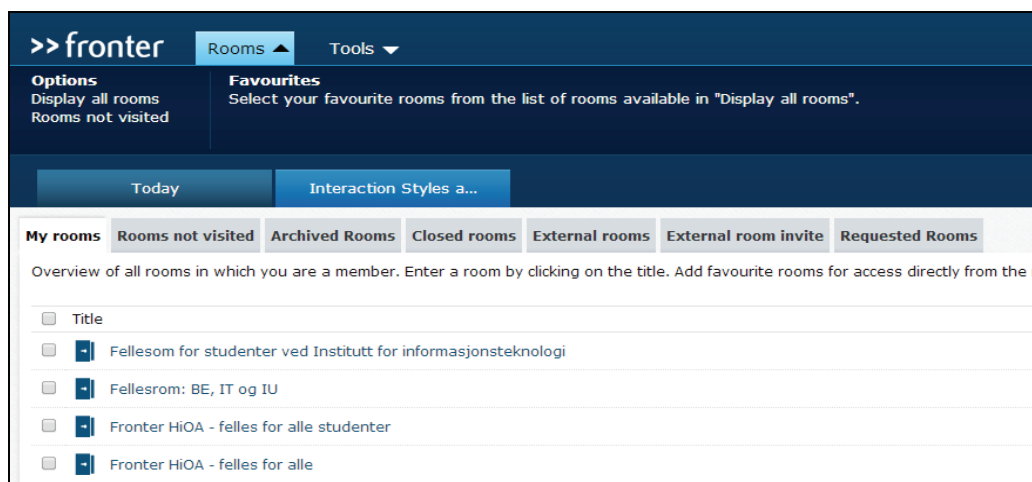 >>fronter Rooms Tools
Options Favourites
Display all rooms Select your favourite rooms from the list of rooms available in "Display all rooms".
Rooms not visited
Today Interaction Styles a...
My rooms Rooms not visited Archived Rooms Closed rooms External rooms External room invite Requested Rooms
Overview of all rooms in which you are a member. Enter a room by clicking on the title. Add favourite rooms for access directly from the
Title
Fellesom for studenter ved Institutt for informasjonsteknologi
Fellesrom: BE, IT og IU
Fronter HiOA - felles for alle studenter
Fronter HiOA - felles for alle